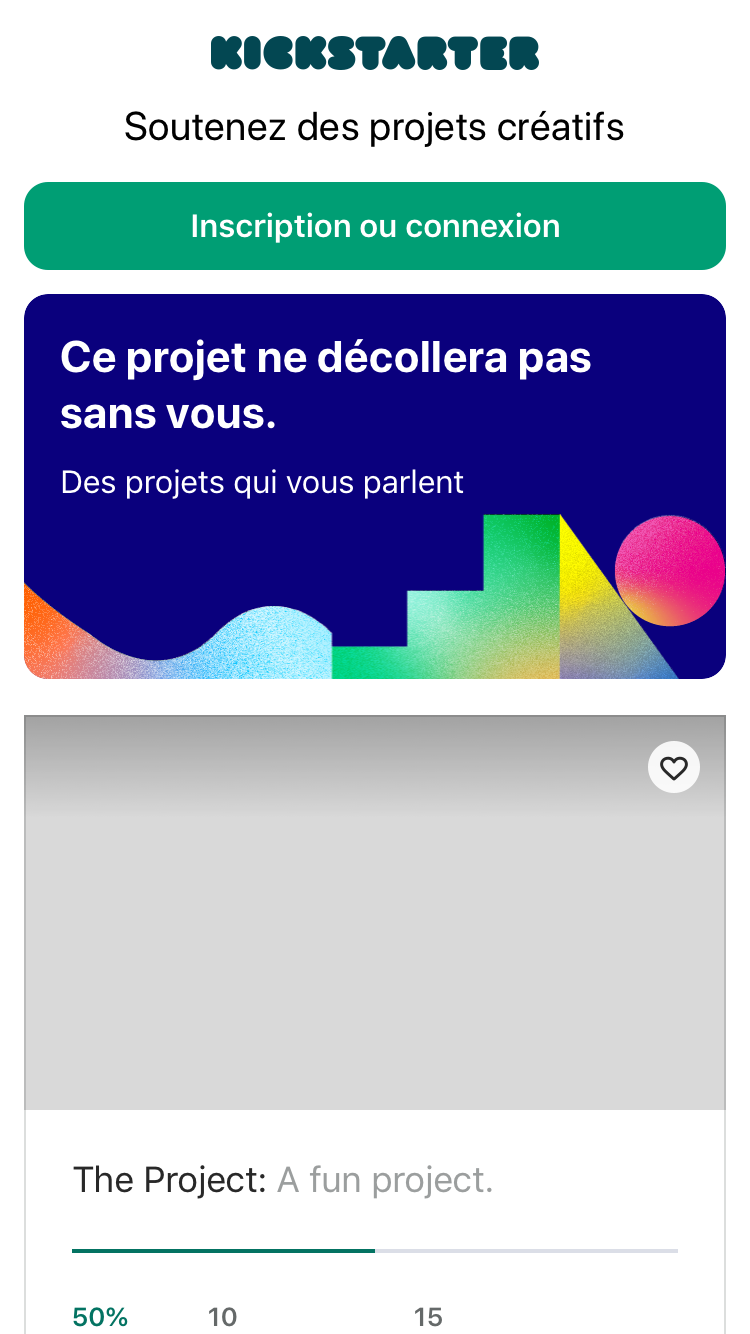 KICKSTARTER
Soutenez des projets créatifs
Inscription ou connexion
Ce projet ne décollera pas
sans vous.
Des projets qui vous parlent
The Project: A fun project.
50% 10 15